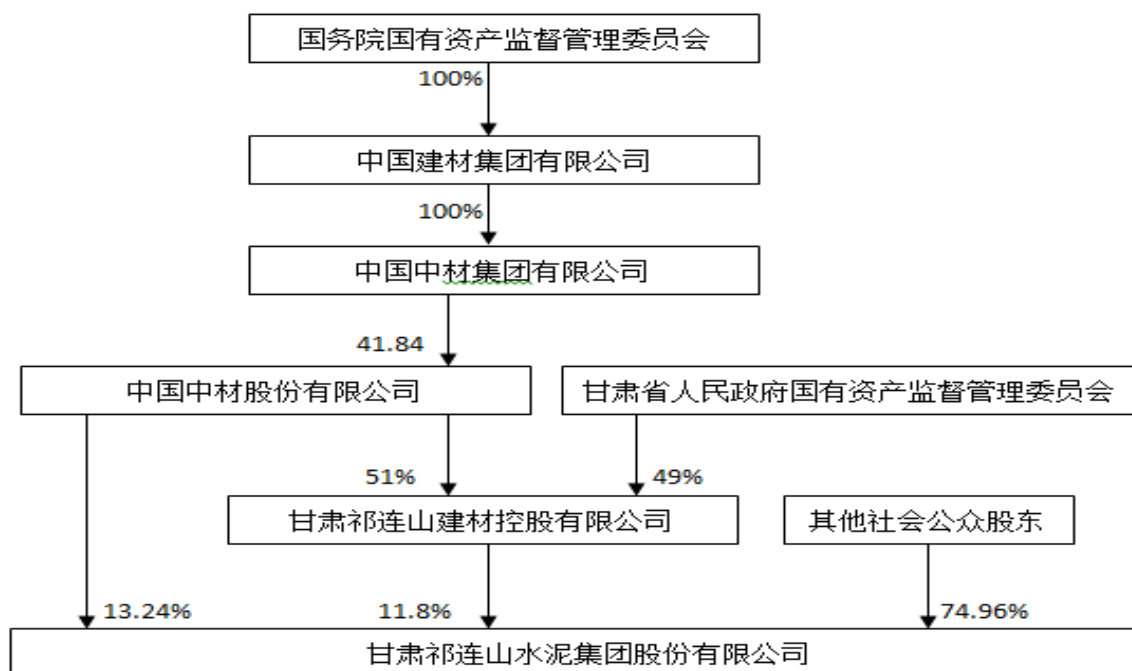 国务院国有资产监督管理委员会
100%
中国建材集团有限公司
100%
中国中材集团有限公司
41.84
中国中材股份有限公司
甘肃省人民政府国有资产监督管理委员会
51%
49%
甘肃祁连山建材控股有限公司
其他社会公众股东
13.24%
11.8%
74.96%
甘肃祁连山水泥集团股份有限公司